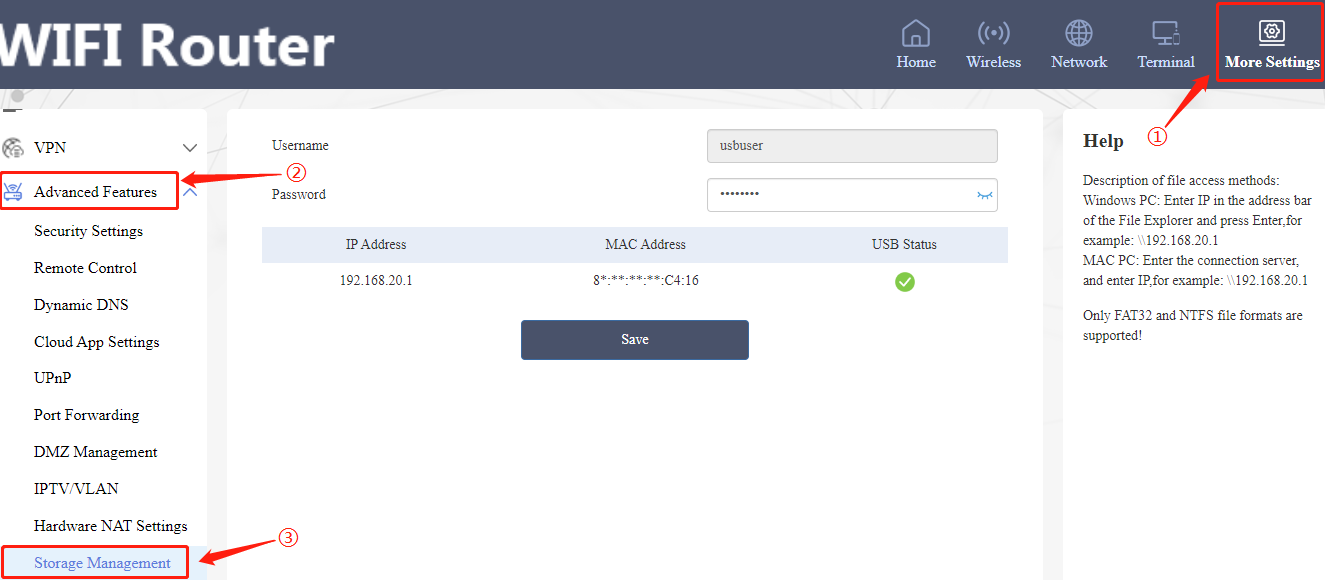 WIFI Router
Home
Wireless
Network
Terminal
More Settings
①
VPN
②
Advanced Features
Security Settings
Remote Control
Dynamic DNS
Cloud App Settings
UPnP
Port Forwarding
DMZ Management
IPTV/VLAN
Hardware NAT Settings
③
Storage Management
Username
usbuser
Password
••••••••
IP Address MAC Address USB Status
192.168.20.1 8*:**:**:**:C4:16
Save
Help
Description of file access methods:
Windows PC: Enter IP in the address bar
of the File Explorer and press Enter,for
example: \\192.168.20.1
MAC PC: Enter the connection server,
and enter IP,for example: \\192.168.20.1
Only FAT32 and NTFS file formats are
supported!